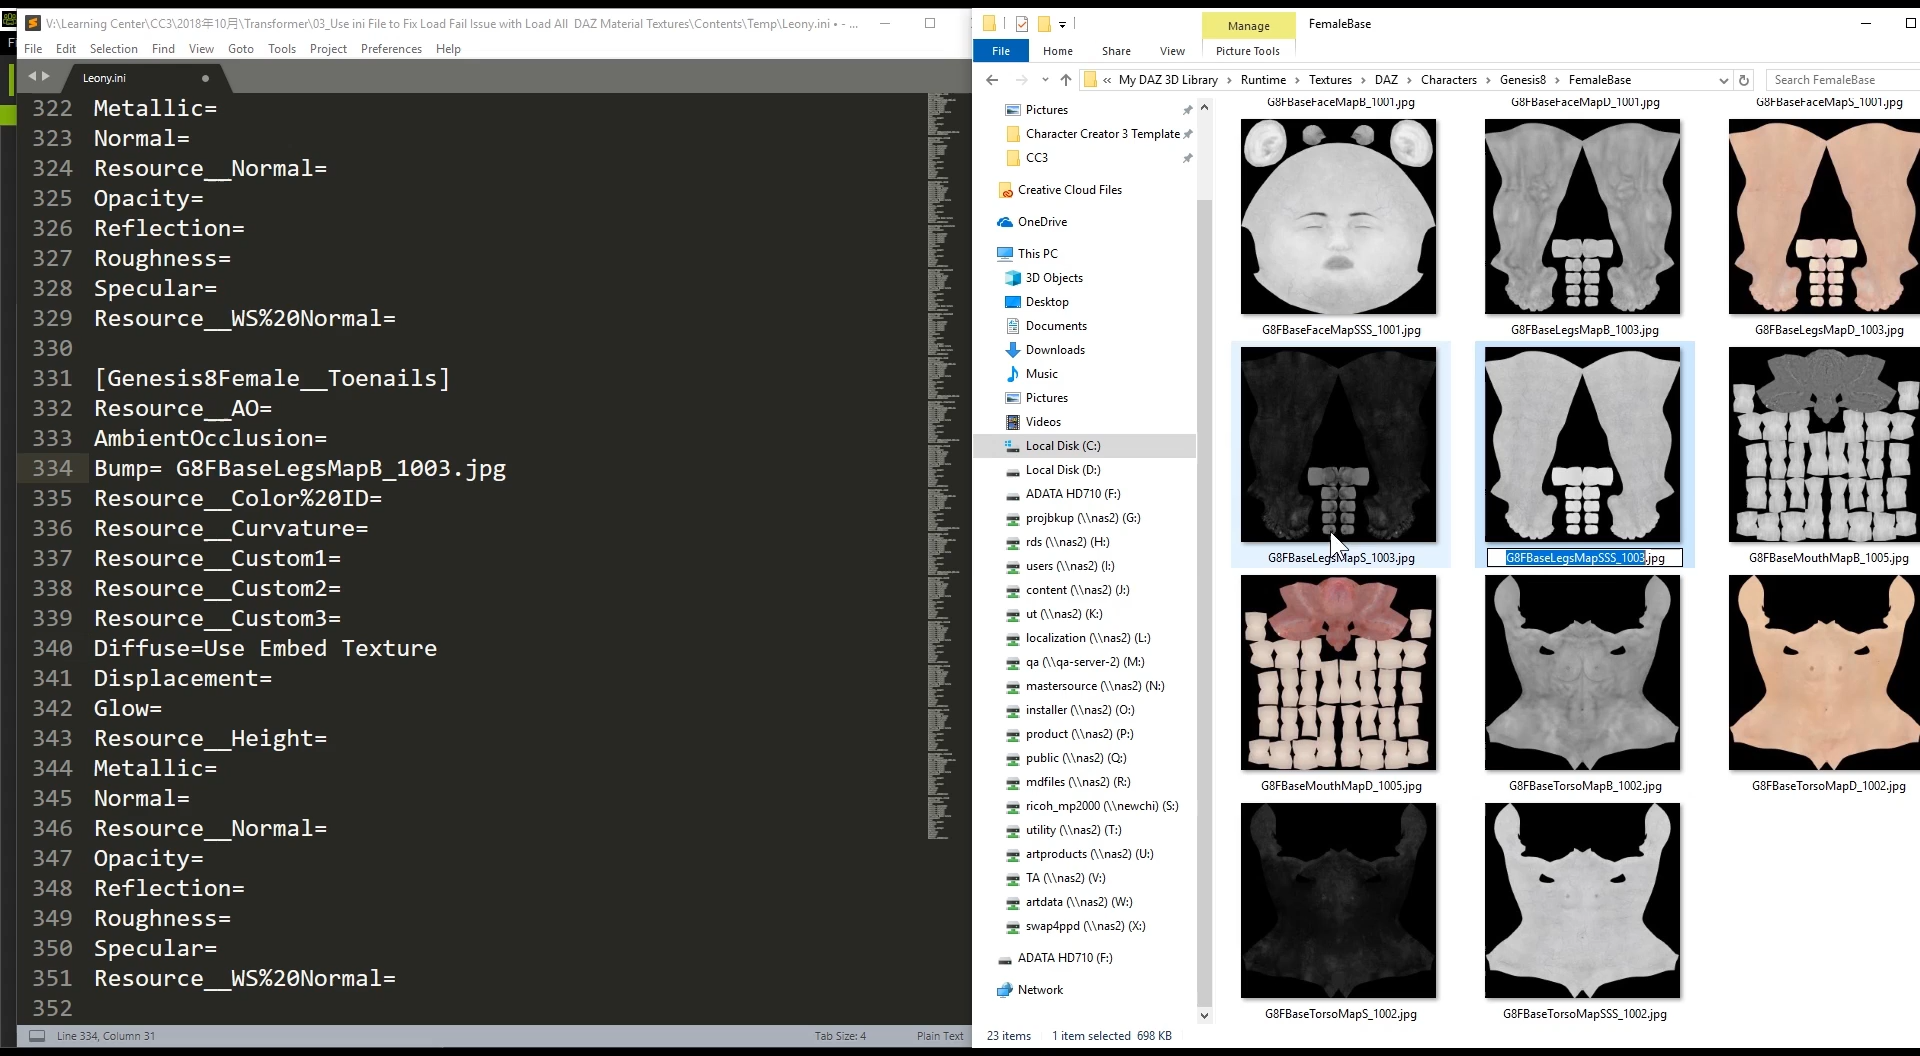 V:\Learning Center\CC3\2018年10月\Transformer\03_Use ini File to Fix Load Fail Issue with Load All  DAZ Material Textures\Contents\Temp\Leony.ini • - ...
File Edit Selection Find View Goto Tools Project Preferences Help
Leony.ini
322 Metallic=
323 Normal=
324 Resource__Normal=
325 Opacity=
326 Reflection=
327 Roughness=
328 Specular=
329 Resource__WS%20Normal=
330
331 [Genesis8Female__Toenails]
332 Resource__AO=
333 AmbientOcclusion=
334 Bump= G8FBaseLegsMapB_1003.jpg
335 Resource__Color%20ID=
336 Resource__Curvature=
337 Resource__Custom1=
338 Resource__Custom2=
339 Resource__Custom3=
340 Diffuse=Use Embed Texture
341 Displacement=
342 Glow=
343 Resource__Height=
344 Metallic=
345 Normal=
346 Resource__Normal=
347 Opacity=
348 Reflection=
349 Roughness=
350 Specular=
351 Resource__WS%20Normal=
352
Line 334, Column 31
Tab Size: 4
Plain Text
Manage
FemaleBase
File Home Share View Picture Tools
« My DAZ 3D Library Runtime Textures DAZ Characters Genesis8 FemaleBase
Search FemaleBase
Pictures
Character Creator 3 Template
CC3
Creative Cloud Files
OneDrive
This PC
3D Objects
Desktop
Documents
Downloads
Music
Pictures
Videos
Local Disk (C:)
Local Disk (D:)
ADATA HD710 (F:)
projbkup (\\nas2) (G:)
rds (\\nas2) (H:)
users (\\nas2) (I:)
content (\\nas2) (J:)
ut (\\nas2) (K:)
localization (\\nas2) (L:)
qa (\\qa-server-2) (M:)
mastersource (\\nas2) (N:)
installer (\\nas2) (O:)
product (\\nas2) (P:)
public (\\nas2) (Q:)
mdfiles (\\nas2) (R:)
ricoh_mp2000 (\\newchi) (S:)
utility (\\nas2) (T:)
artproducts (\\nas2) (U:)
TA (\\nas2) (V:)
artdata (\\nas2) (W:)
swap4ppd (\\nas2) (X:)
ADATA HD710 (F:)
Network
G8FBaseFaceMapB_1001.jpg
G8FBaseFaceMapD_1001.jpg
G8FBaseFaceMapS_1001.jpg
G8FBaseFaceMapSSS_1001.jpg
G8FBaseLegsMapB_1003.jpg
G8FBaseLegsMapD_1003.jpg
G8FBaseLegsMapS_1003.jpg
G8FBaseLegsMapSSS_1003.jpg
G8FBaseMouthMapB_1005.jpg
G8FBaseMouthMapD_1005.jpg
G8FBaseTorsoMapB_1002.jpg
G8FBaseTorsoMapD_1002.jpg
G8FBaseTorsoMapS_1002.jpg
G8FBaseTorsoMapSSS_1002.jpg
23 items
1 item selected 698 KB